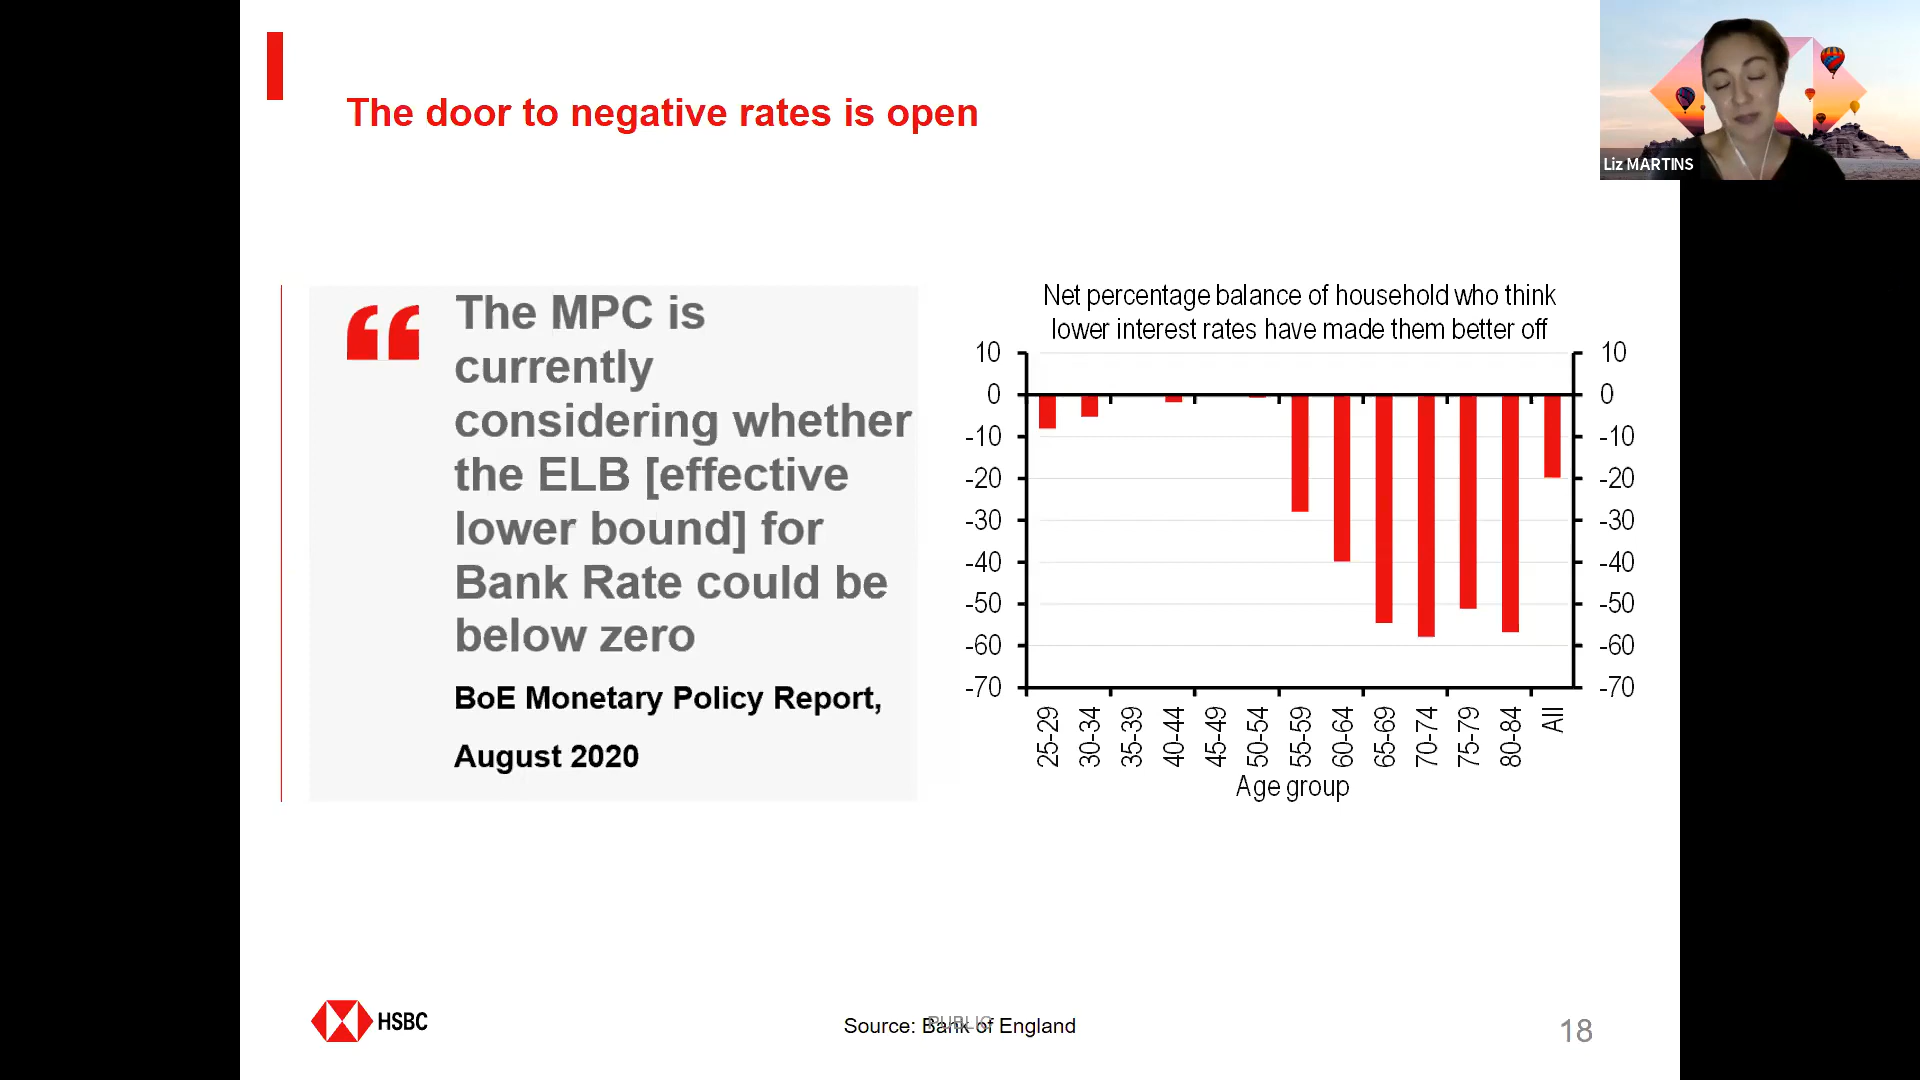 The door to negative rates is open
Liz MARTINS
The MPC is
currently
considering whether
the ELB [effective
lower bound] for
Bank Rate could be
below zero
BoE Monetary Policy Report,
August 2020
Net percentage balance of household who think
lower interest rates have made them better off
10 10
0 0
-10 -10
-20 -20
-30 -30
-40 -40
-50 -50
-60 -60
-70 -70
25-29 30-34 35-39 40-44 45-49 50-54 55-59 60-64 65-69 70-74 75-79 80-84 All
Age group
HSBC
Source: Bank of England
PUBLIC
18